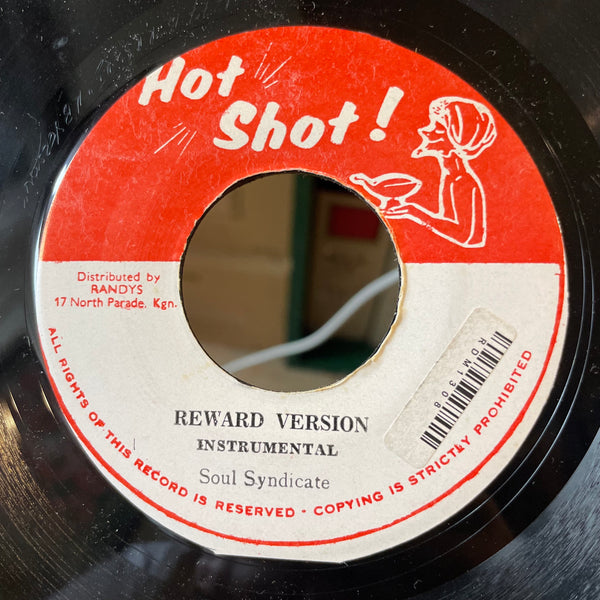 Hot
Shot!
Distributed by
RANDYS
17 North Parade. Kgn.
RDM1308
REWARD VERSION
INSTRUMENTAL
Soul Syndicate
ALL RIGHTS OF THIS RECORD IS RESERVED - COPYING IS STRICTLY PROHIBITED